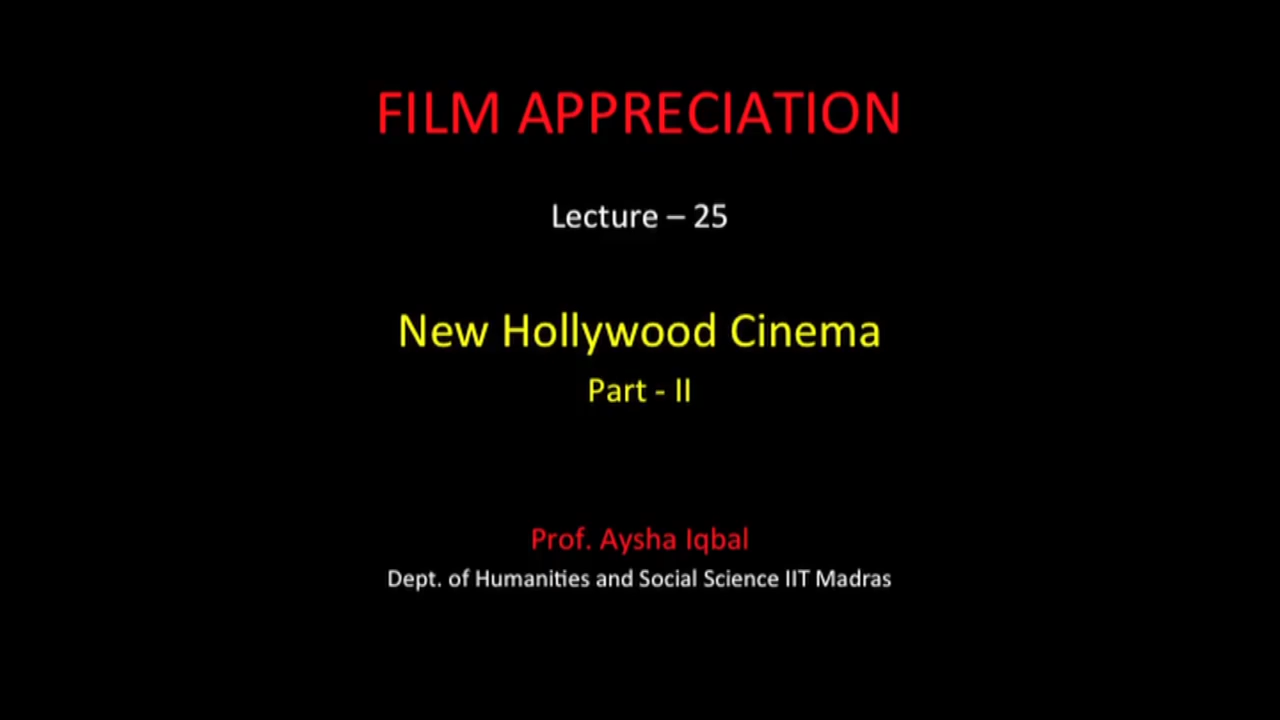 FILM APPRECIATION
Lecture – 25
New Hollywood Cinema
Part - II
Prof. Aysha Iqbal
Dept. of Humanities and Social Science IIT Madras